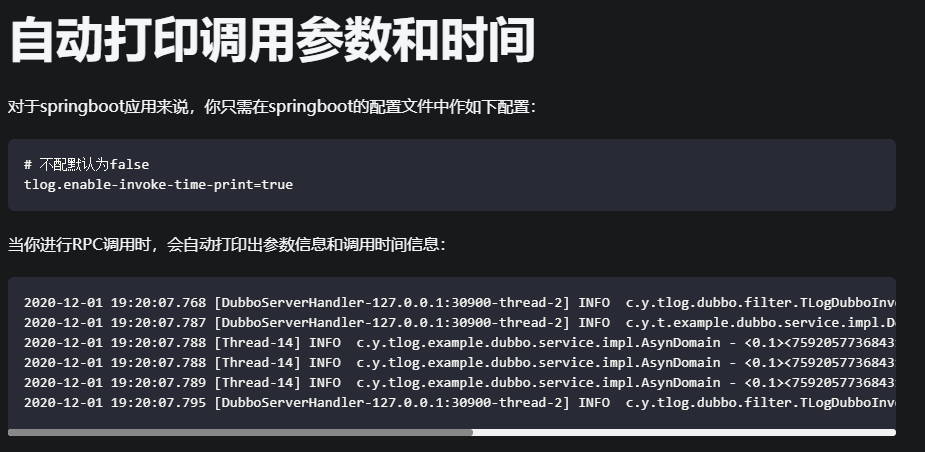 自动打印调用参数和时间
对于springboot应用来说，你只需在springboot的配置文件中作如下配置：
# 不配默认为false
tlog.enable-invoke-time-print=true
当你进行RPC调用时，会自动打印出参数信息和调用时间信息：
2020-12-01 19:20:07.768 [DubboServerHandler-127.0.0.1:30900-thread-2] INFO  c.y.tlog.dubbo.filter.TLogDubboInv
2020-12-01 19:20:07.787 [DubboServerHandler-127.0.0.1:30900-thread-2] INFO  c.y.t.example.dubbo.service.impl.D
2020-12-01 19:20:07.788 [Thread-14] INFO  c.y.tlog.example.dubbo.service.impl.AsynDomain - <0.1><7592057736843
2020-12-01 19:20:07.788 [Thread-14] INFO  c.y.tlog.example.dubbo.service.impl.AsynDomain - <0.1><7592057736843
2020-12-01 19:20:07.789 [Thread-14] INFO  c.y.tlog.example.dubbo.service.impl.AsynDomain - <0.1><7592057736843
2020-12-01 19:20:07.795 [DubboServerHandler-127.0.0.1:30900-thread-2] INFO  c.y.tlog.dubbo.filter.TLogDubboInv